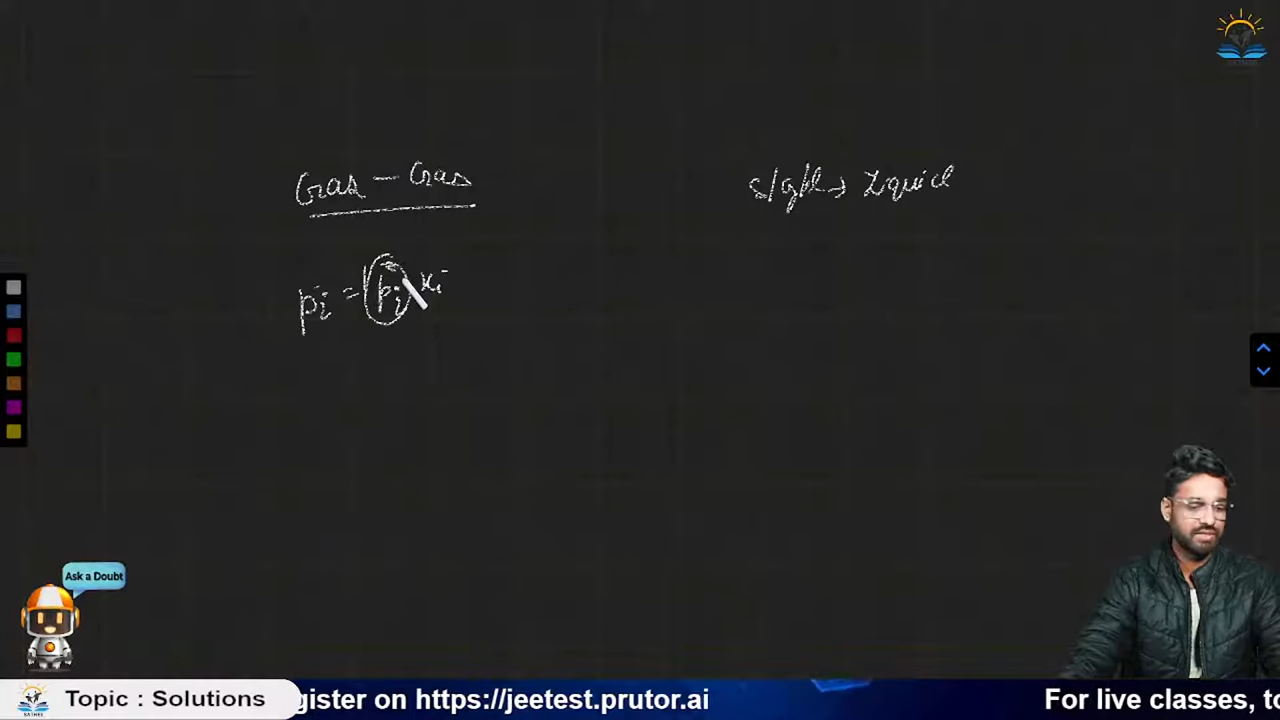 Gas - Gas
s/g/l → Liquid
pi = pi xi
Ask a Doubt
SATHEE
Topic : Solutions
gister on https://jeetest.prutor.ai
For live classes, to